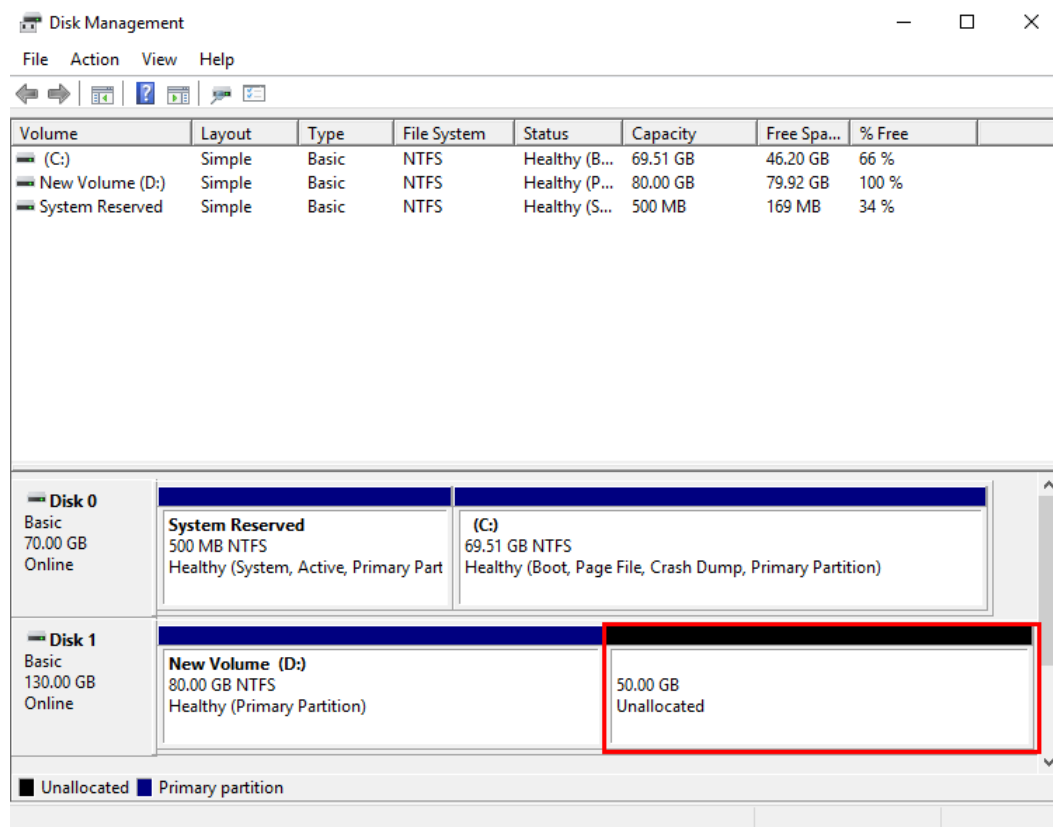 Disk Management
File Action View Help
Volume Layout Type File System Status Capacity Free Spa... % Free
(C:) Simple Basic NTFS Healthy (B... 69.51 GB 46.20 GB 66 %
New Volume (D:) Simple Basic NTFS Healthy (P... 80.00 GB 79.92 GB 100 %
System Reserved Simple Basic NTFS Healthy (S... 500 MB 169 MB 34 %
Disk 0
Basic
70.00 GB
Online
System Reserved
500 MB NTFS
Healthy (System, Active, Primary Part
(C:)
69.51 GB NTFS
Healthy (Boot, Page File, Crash Dump, Primary Partition)
Disk 1
Basic
130.00 GB
Online
New Volume (D:)
80.00 GB NTFS
Healthy (Primary Partition)
50.00 GB
Unallocated
Unallocated Primary partition